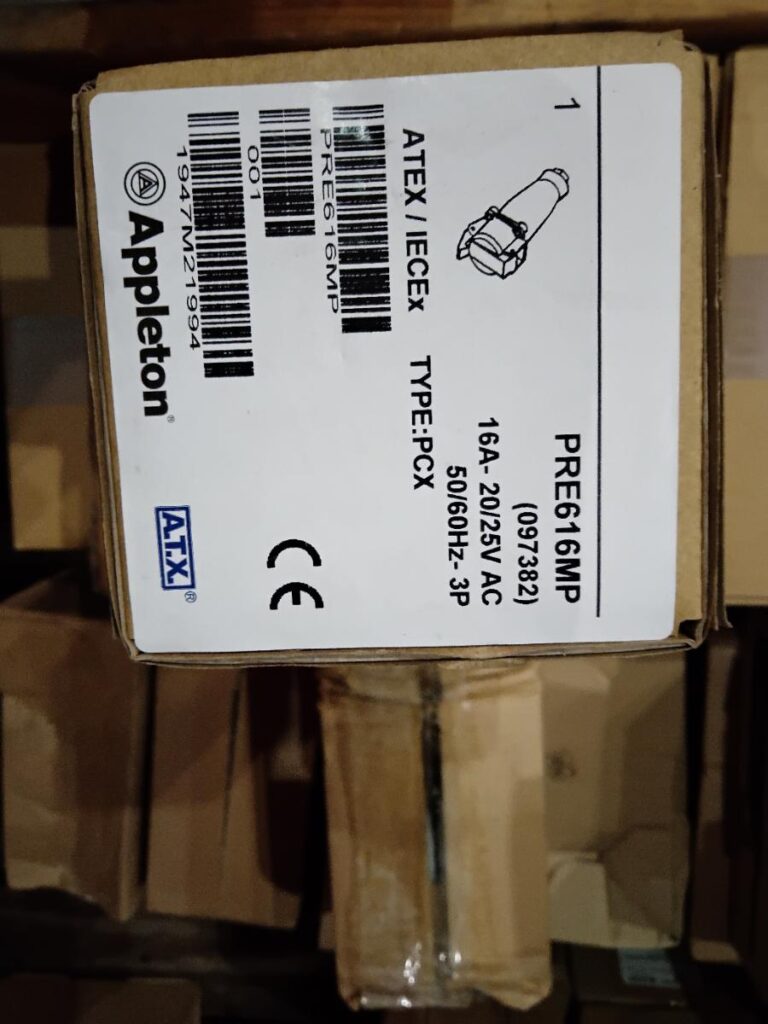 1
PRE616MP
(097382)
16A- 20/25V AC
50/60Hz- 3P
ATEX / IECEx TYPE:PCX
PRE616MP
001
1947M21994
CE
Appleton®
A.T.X.®